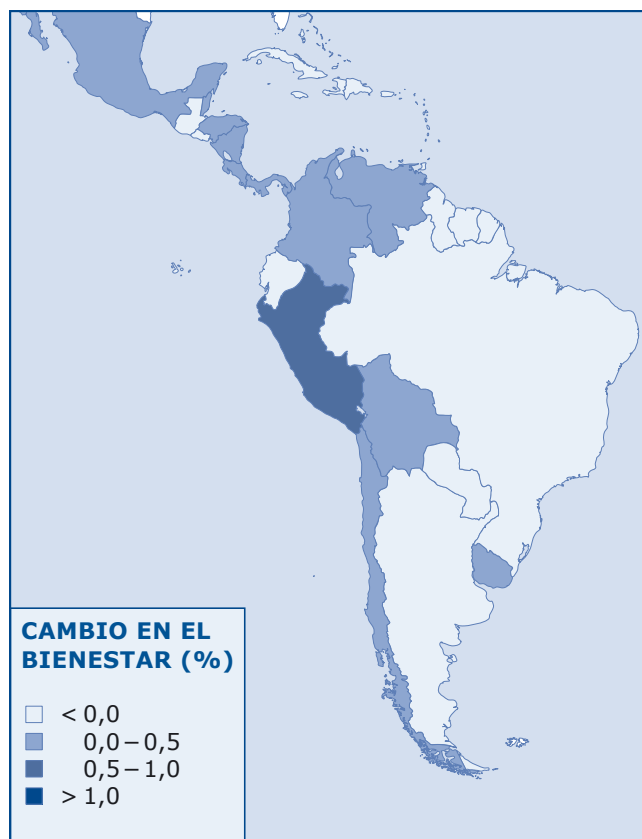 CAMBIO EN EL
BIENESTAR (%)
< 0,0
0,0 – 0,5
0,5 – 1,0
> 1,0